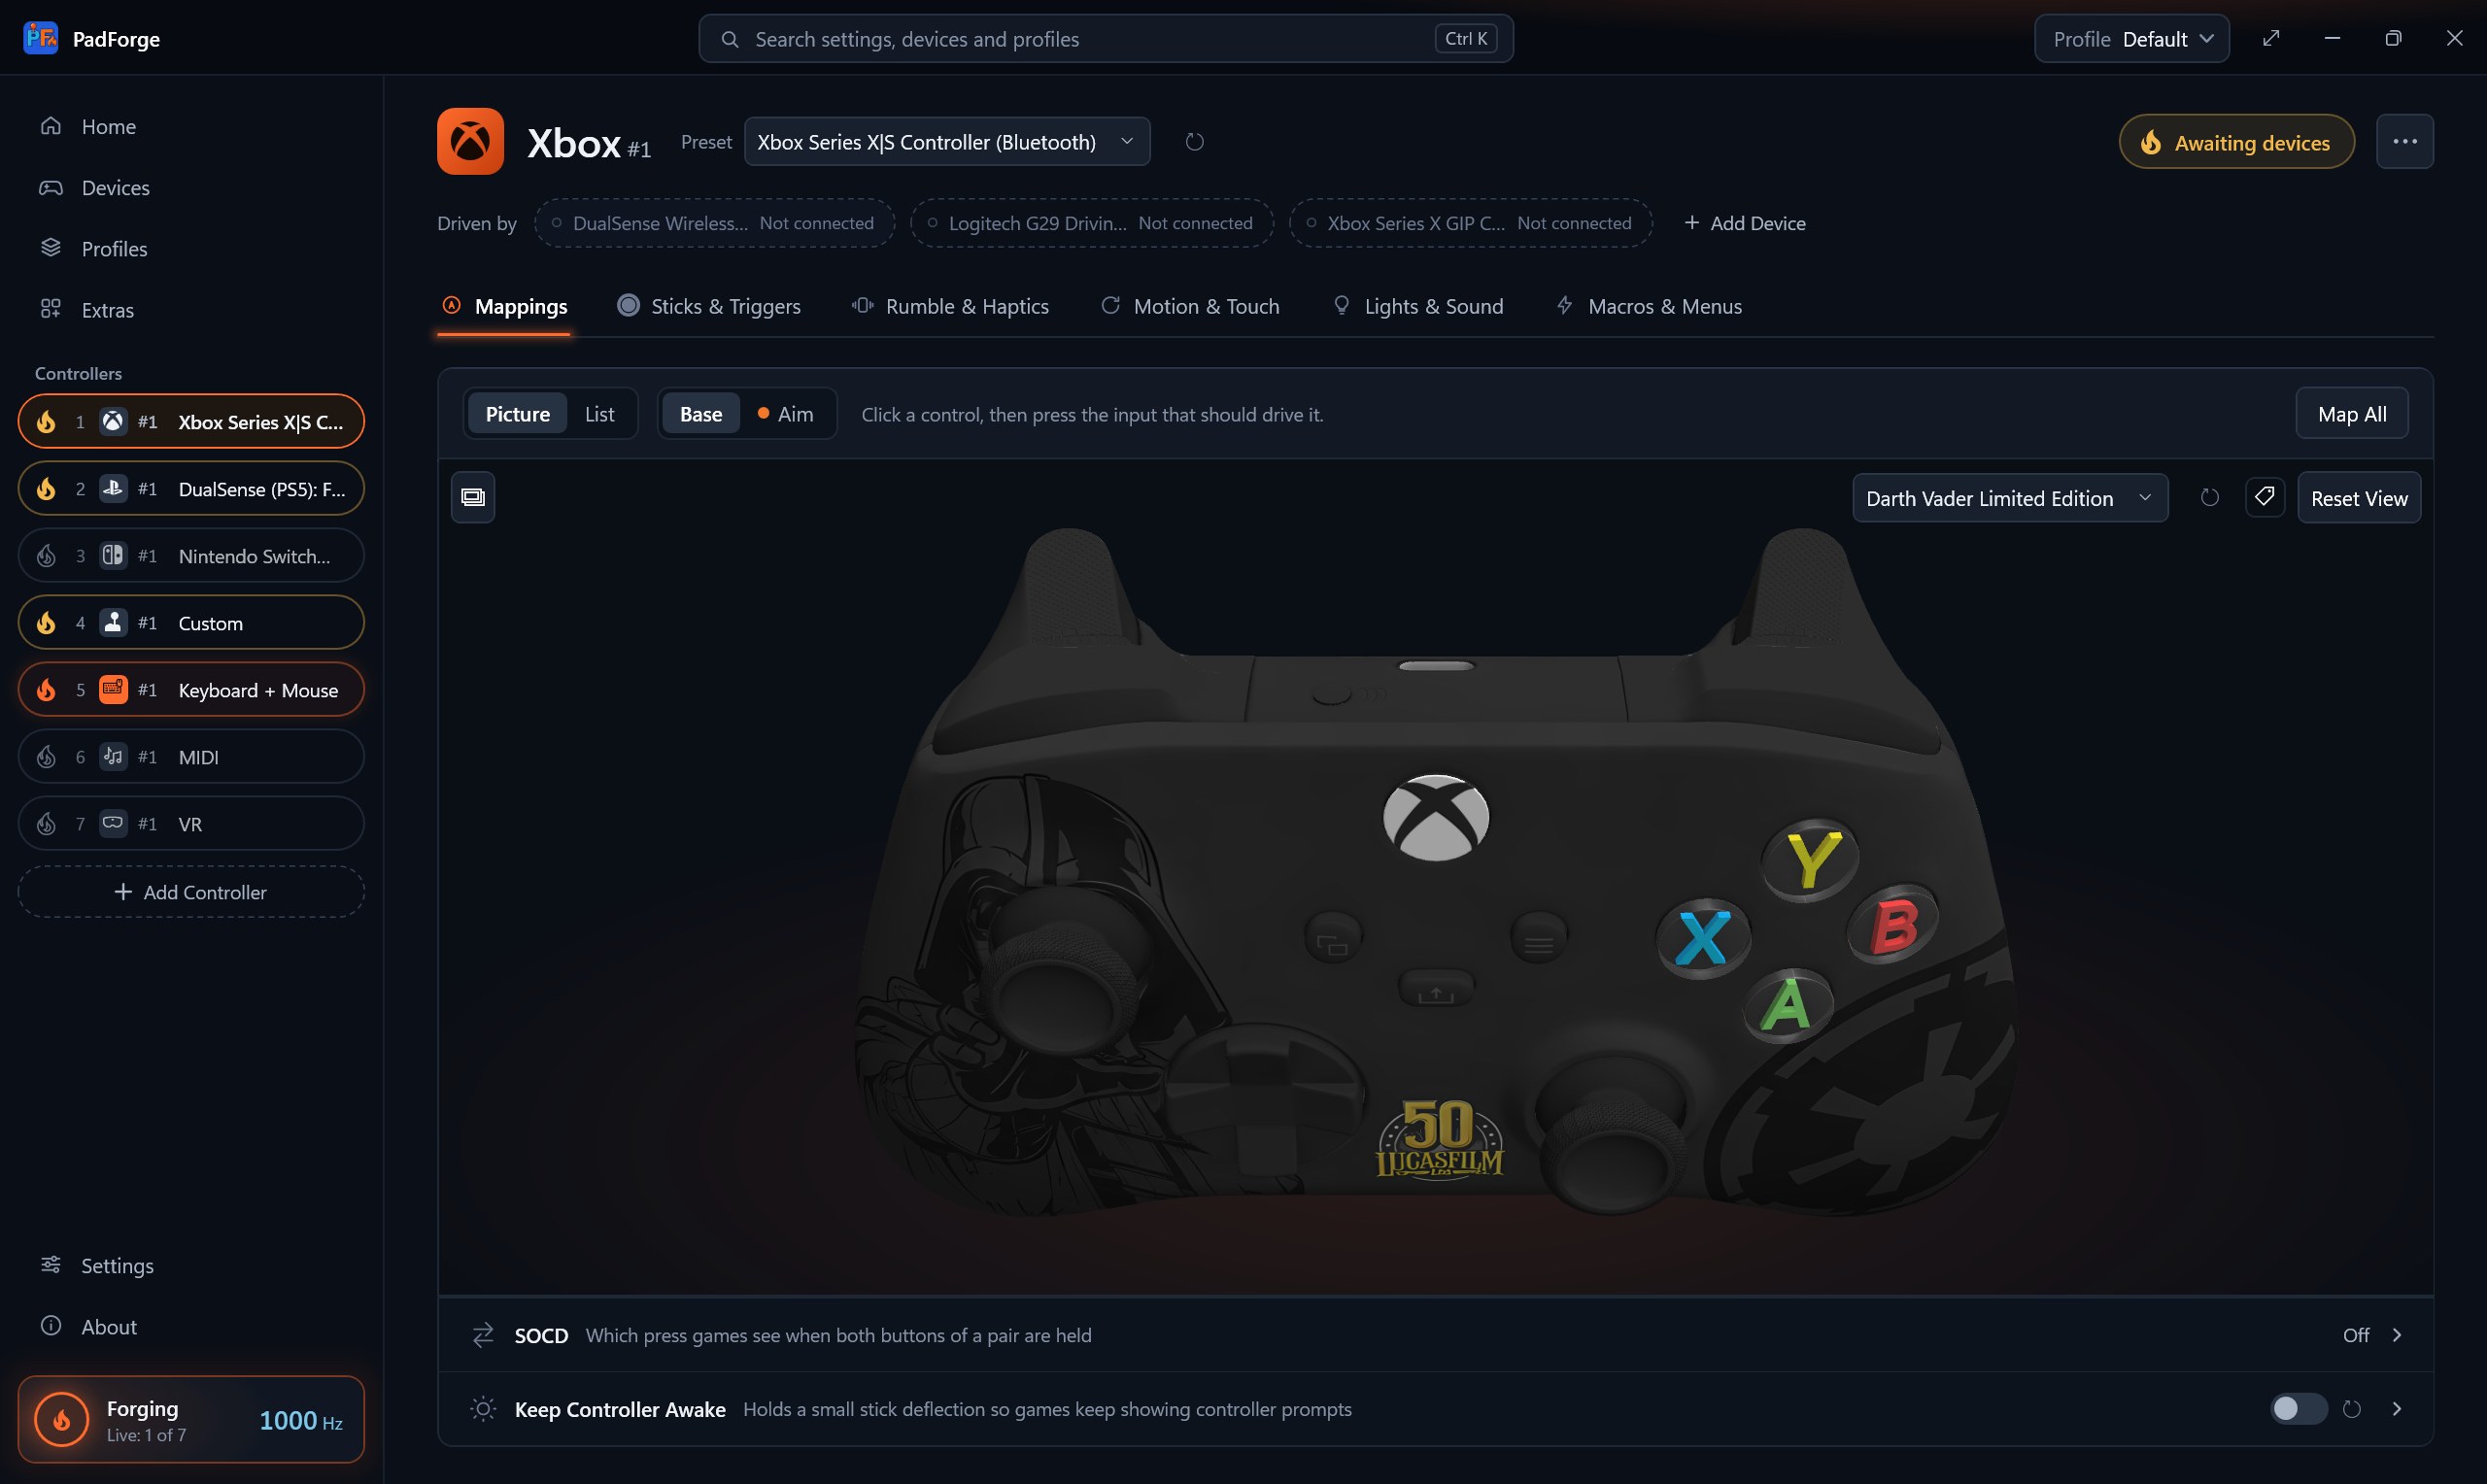 PadForge
Search settings, devices and profiles
Ctrl K
Profile Default
Home
Devices
Profiles
Extras
Controllers
1 #1 Xbox Series X|S C...
2 #1 DualSense (PS5): F...
3 #1 Nintendo Switch...
4 #1 Custom
5 #1 Keyboard + Mouse
6 #1 MIDI
7 #1 VR
+ Add Controller
Settings
About
Forging
Live: 1 of 7
1000 Hz
Xbox #1
Preset
Xbox Series X|S Controller (Bluetooth)
Awaiting devices
...
Driven by
DualSense Wireless... Not connected
Logitech G29 Drivin... Not connected
Xbox Series X GIP C... Not connected
+ Add Device
Mappings
Sticks & Triggers
Rumble & Haptics
Motion & Touch
Lights & Sound
Macros & Menus
Picture
List
Base
Aim
Click a control, then press the input that should drive it.
Map All
Darth Vader Limited Edition
Reset View
Y
X
B
A
50
LUCASFILM
LTD
SOCD Which press games see when both buttons of a pair are held
Off
Keep Controller Awake Holds a small stick deflection so games keep showing controller prompts